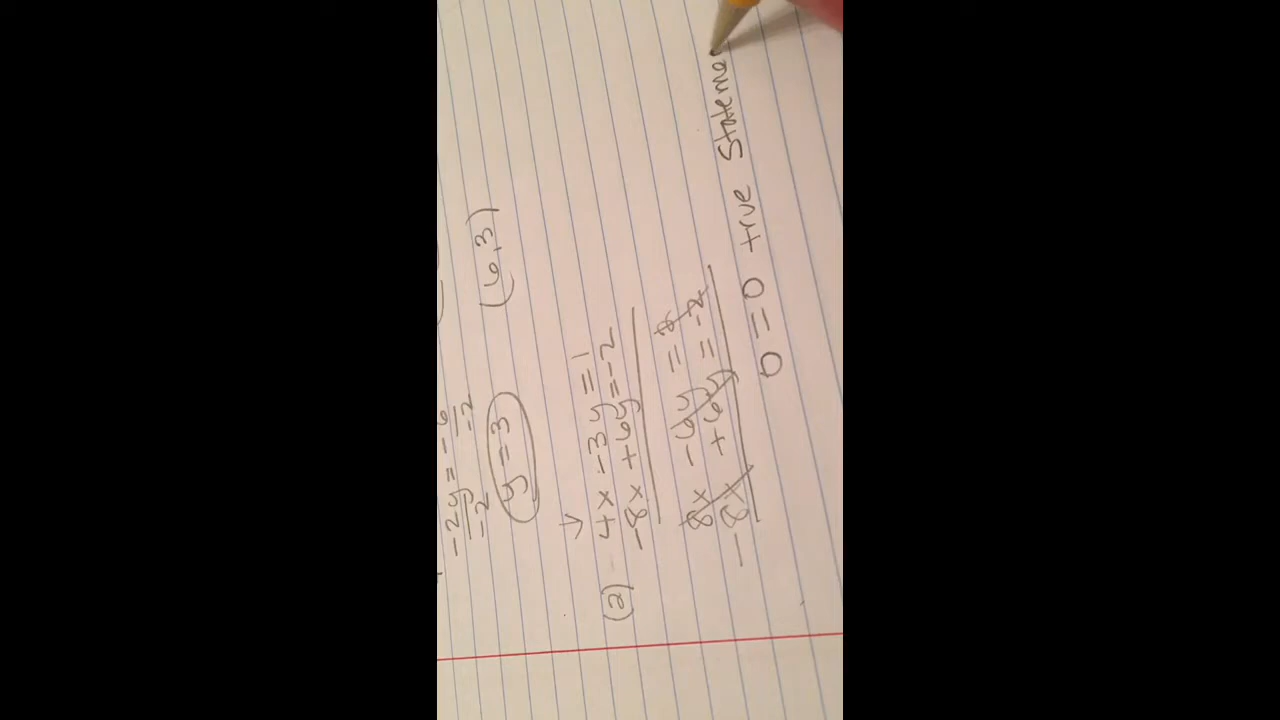 -2y = -6
-2 -2
y = 3
(6,3)
(2) 4x - 3y = 1
-8x + 6y = -2
8x - 6y = 2
-8x + 6y = -2
0 = 0 true Stateme